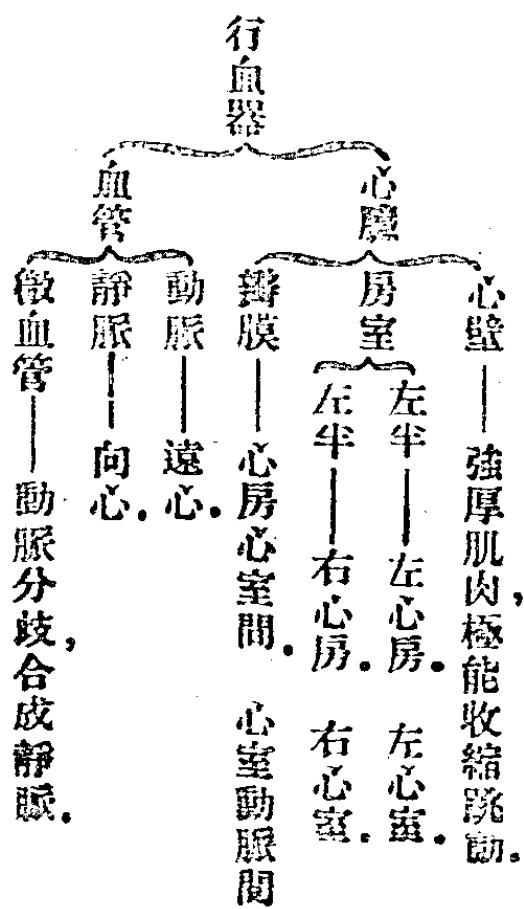 行血器
心臟
心壁——強厚肌肉,極能收縮跳動.
房室
左半——左心房. 左心室.
左半——右心房. 右心室.
瓣膜——心房心室間. 心室動脈間
血管
動脈——遠心.
靜脈——向心.
微血管——動脈分歧,合成靜脈.